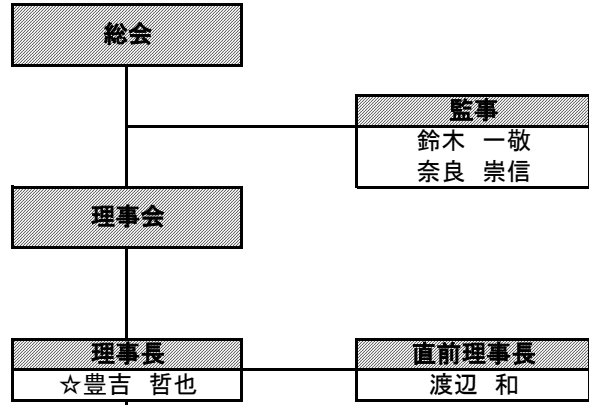 総会
監事
鈴木　一敬
奈良　崇信
理事会
理事長
☆豊吉　哲也
直前理事長
渡辺　和